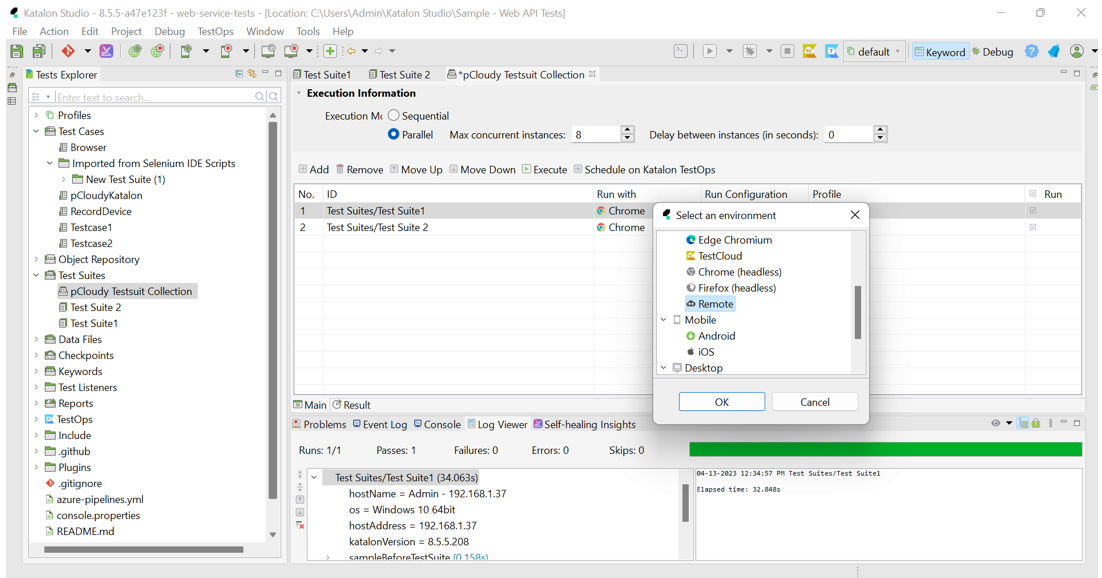 Katalon Studio - 8.5.5-a47e123f - web-service-tests - [Location: C:\Users\Admin\Katalon Studio\Sample - Web API Tests]
File Action Edit Project Debug TestOps Window Tools Help
default Keyword Debug
Tests Explorer
Enter text to search...
Profiles
Test Cases
Browser
Imported from Selenium IDE Scripts
New Test Suite (1)
pCloudyKatalon
RecordDevice
Testcase1
Testcase2
Object Repository
Test Suites
pCloudy Testsuit Collection
Test Suite 2
Test Suite1
Data Files
Checkpoints
Keywords
Test Listeners
Reports
TestOps
Include
.github
Plugins
.gitignore
azure-pipelines.yml
console.properties
README.md
Test Suite1 Test Suite 2 *pCloudy Testsuit Collection
Execution Information
Execution Mc Sequential
Parallel Max concurrent instances: 8 Delay between instances (in seconds): 0
Add Remove Move Up Move Down Execute Schedule on Katalon TestOps
No. ID Run with Run Configuration Profile Run
1 Test Suites/Test Suite1 Chrome
2 Test Suites/Test Suite 2 Chrome
Select an environment
Edge Chromium
TestCloud
Chrome (headless)
Firefox (headless)
Remote
Mobile
Android
iOS
Desktop
OK Cancel
Main Result
Problems Event Log Console Log Viewer Self-healing Insights
Runs: 1/1 Passes: 1 Failures: 0 Errors: 0 Skips: 0
Test Suites/Test Suite1 (34.063s)
hostName = Admin - 192.168.1.37
os = Windows 10 64bit
hostAddress = 192.168.1.37
katalonVersion = 8.5.5.208
sampleBeforeTestSuite (0.158s)
04-13-2023 12:34:57 PM Test Suites/Test Suite1
Elapsed time: 32.848s